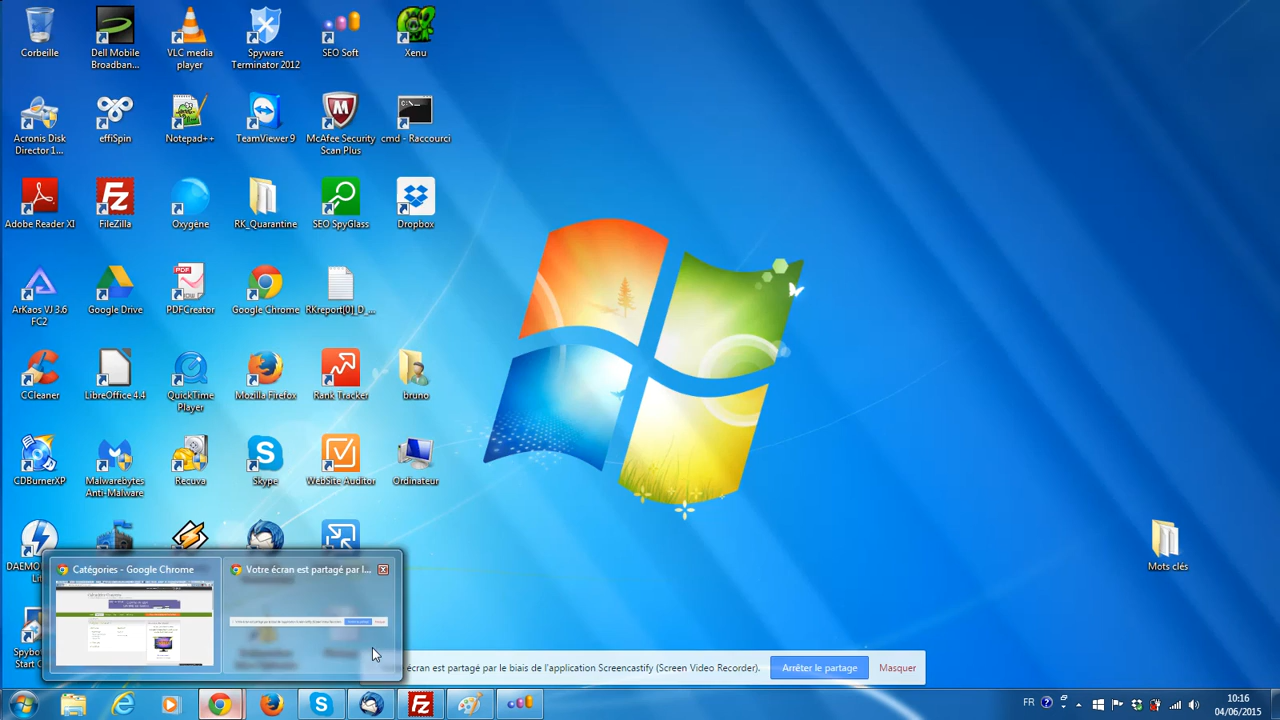 Corbeille
Dell Mobile
Broadban...
VLC media
player
Spyware
Terminator 2012
SEO Soft
Xenu
Acronis Disk
Director 1...
effiSpin
Notepad++
TeamViewer 9
McAfee Security
Scan Plus
cmd - Raccourci
Adobe Reader XI
FileZilla
Oxygène
RK_Quarantine
SEO SpyGlass
Dropbox
ArKaos VJ 3.6
FC2
Google Drive
PDFCreator
Google Chrome
RKreport[0]_D_...
CCleaner
LibreOffice 4.4
QuickTime
Player
Mozilla Firefox
Rank Tracker
bruno
CDBurnerXP
Malwarebytes
Anti-Malware
Recuva
Skype
WebSite Auditor
Ordinateur
DAEMO
Lit
Mots clés
Catégories - Google Chrome
Votre écran est partagé par l...
Spybo
Start C
écran est partagé par le biais de l'application Screencastify (Screen Video Recorder).
Arrêter le partage
Masquer
FR
10:16
04/06/2015